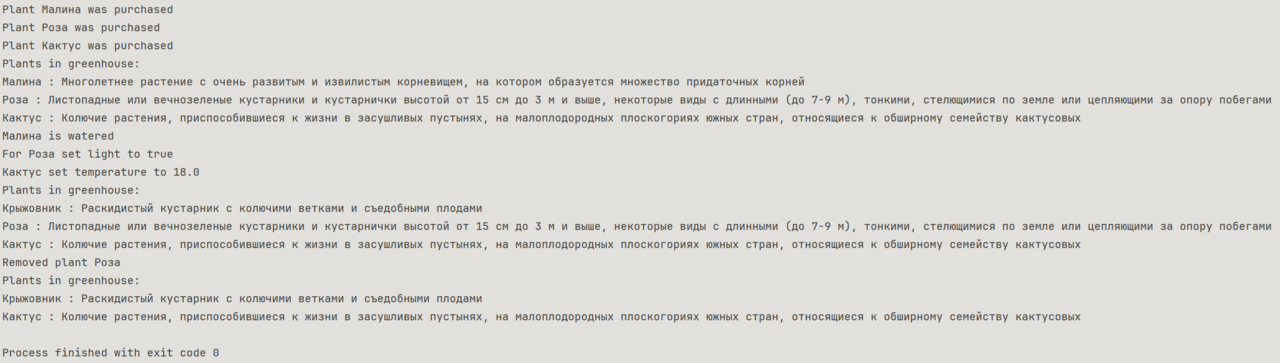 Plant Малина was purchased
Plant Роза was purchased
Plant Кактус was purchased
Plants in greenhouse:
Малина : Многолетнее растение с очень развитым и извилистым корневищем, на котором образуется множество придаточных корней
Роза : Листопадные или вечнозеленые кустарники и кустарнички высотой от 15 см до 3 м и выше, некоторые виды с длинными (до 7-9 м), тонкими, стелющимися по земле или цепляющими за опору побегами
Кактус : Колючие растения, приспособившиеся к жизни в засушливых пустынях, на малоплодородных плоскогориях южных стран, относящиеся к обширному семейству кактусовых
Малина is watered
For Роза set light to true
Кактус set temperature to 18.0
Plants in greenhouse:
Крыжовник : Раскидистый кустарник с колючими ветками и съедобными плодами
Роза : Листопадные или вечнозеленые кустарники и кустарнички высотой от 15 см до 3 м и выше, некоторые виды с длинными (до 7-9 м), тонкими, стелющимися по земле или цепляющими за опору побегами
Кактус : Колючие растения, приспособившиеся к жизни в засушливых пустынях, на малоплодородных плоскогориях южных стран, относящиеся к обширному семейству кактусовых
Removed plant Роза
Plants in greenhouse:
Крыжовник : Раскидистый кустарник с колючими ветками и съедобными плодами
Кактус : Колючие растения, приспособившиеся к жизни в засушливых пустынях, на малоплодородных плоскогориях южных стран, относящиеся к обширному семейству кактусовых
Process finished with exit code 0